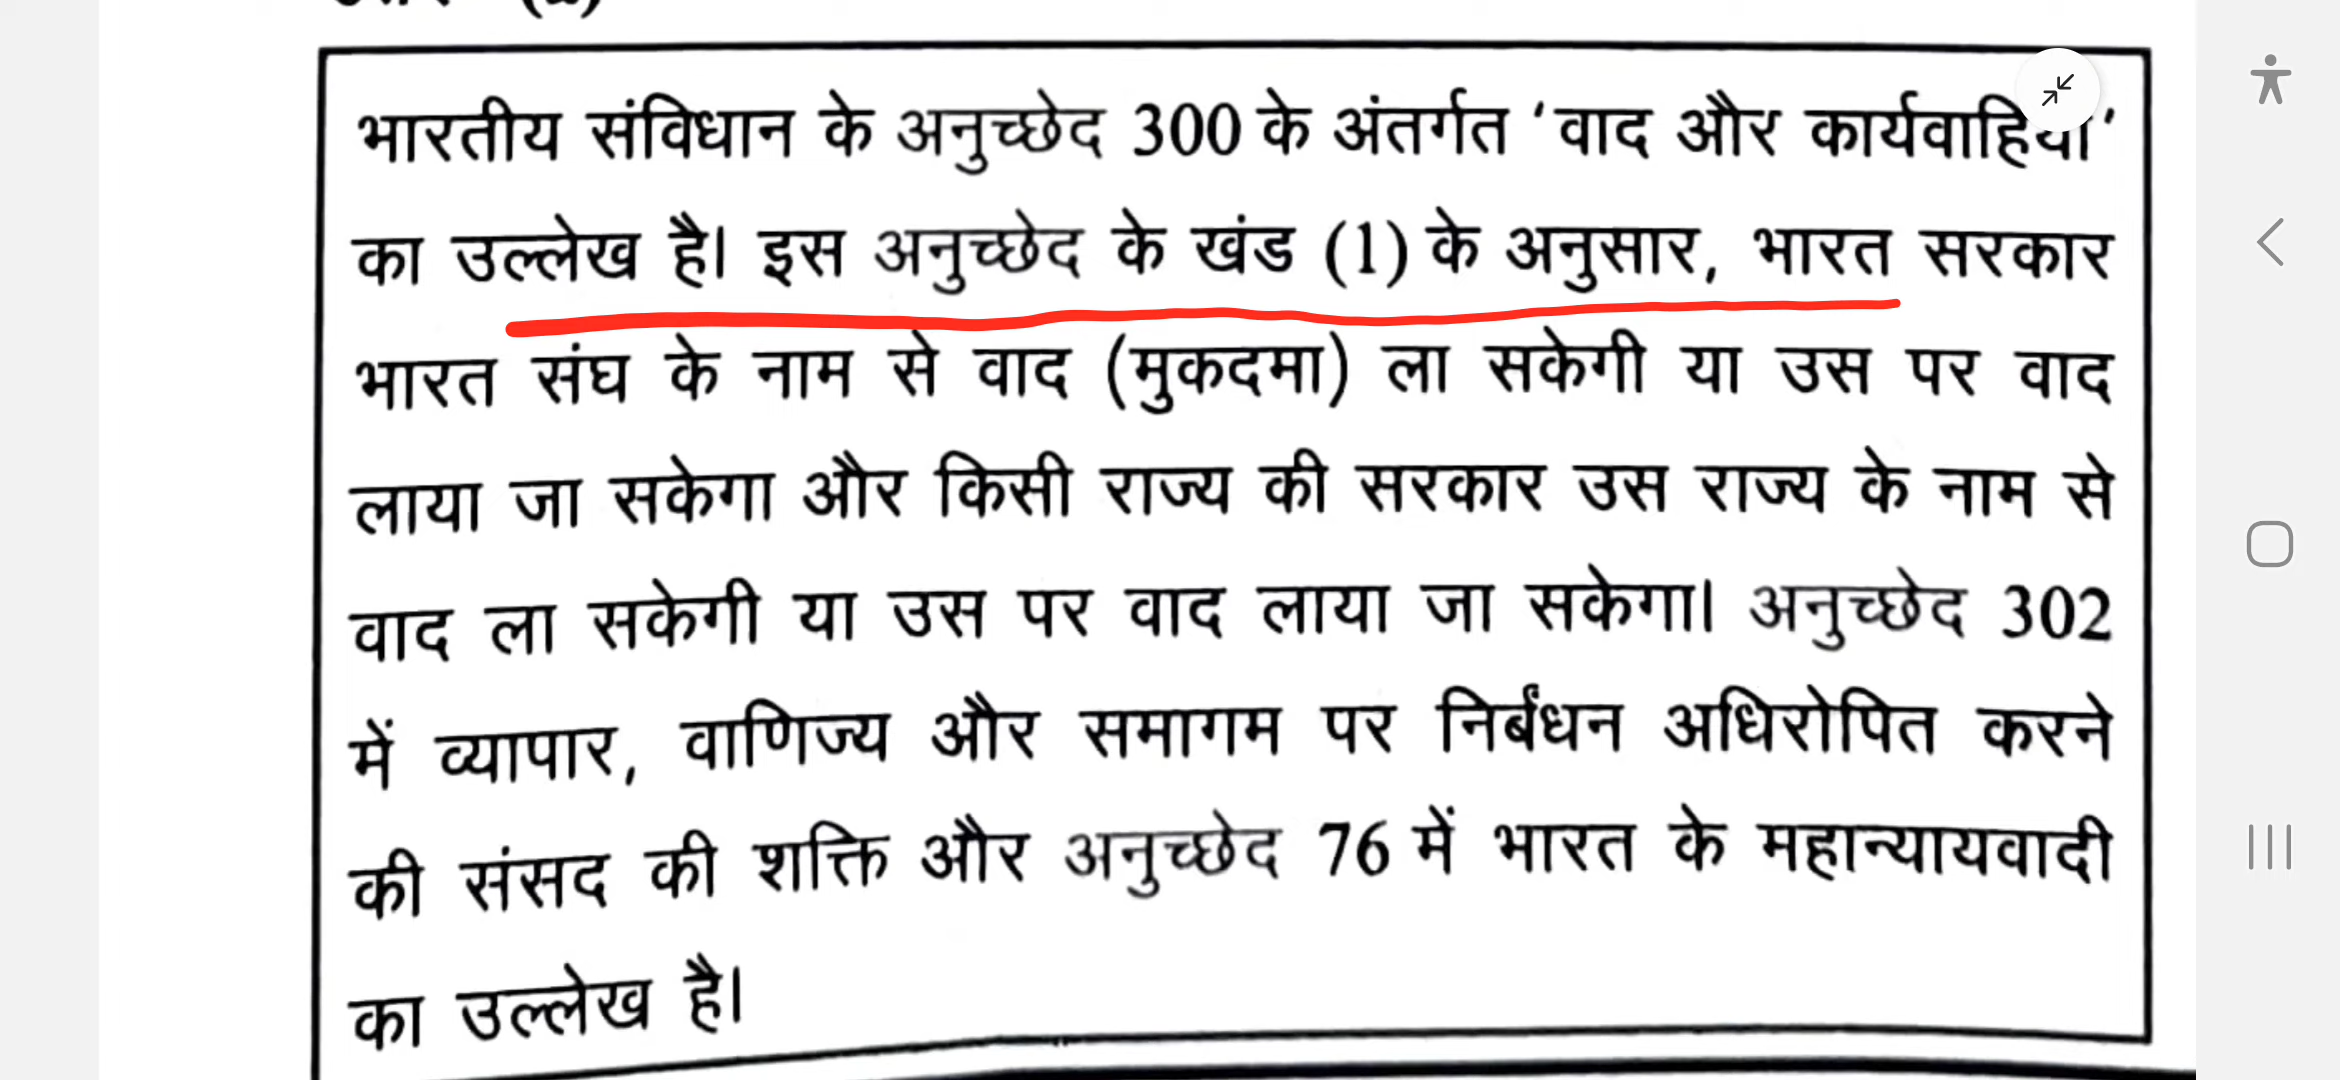 भारतीय संविधान के अनुच्छेद 300 के अंतर्गत ‘वाद और कार्यवाहियां’
का उल्लेख है। इस अनुच्छेद के खंड (1) के अनुसार, भारत सरकार
भारत संघ के नाम से वाद (मुकदमा) ला सकेगी या उस पर वाद
लाया जा सकेगा और किसी राज्य की सरकार उस राज्य के नाम से
वाद ला सकेगी या उस पर वाद लाया जा सकेगा। अनुच्छेद 302
में व्यापार, वाणिज्य और समागम पर निर्बंधन अधिरोपित करने
की संसद की शक्ति और अनुच्छेद 76 में भारत के महान्यायवादी
का उल्लेख है।